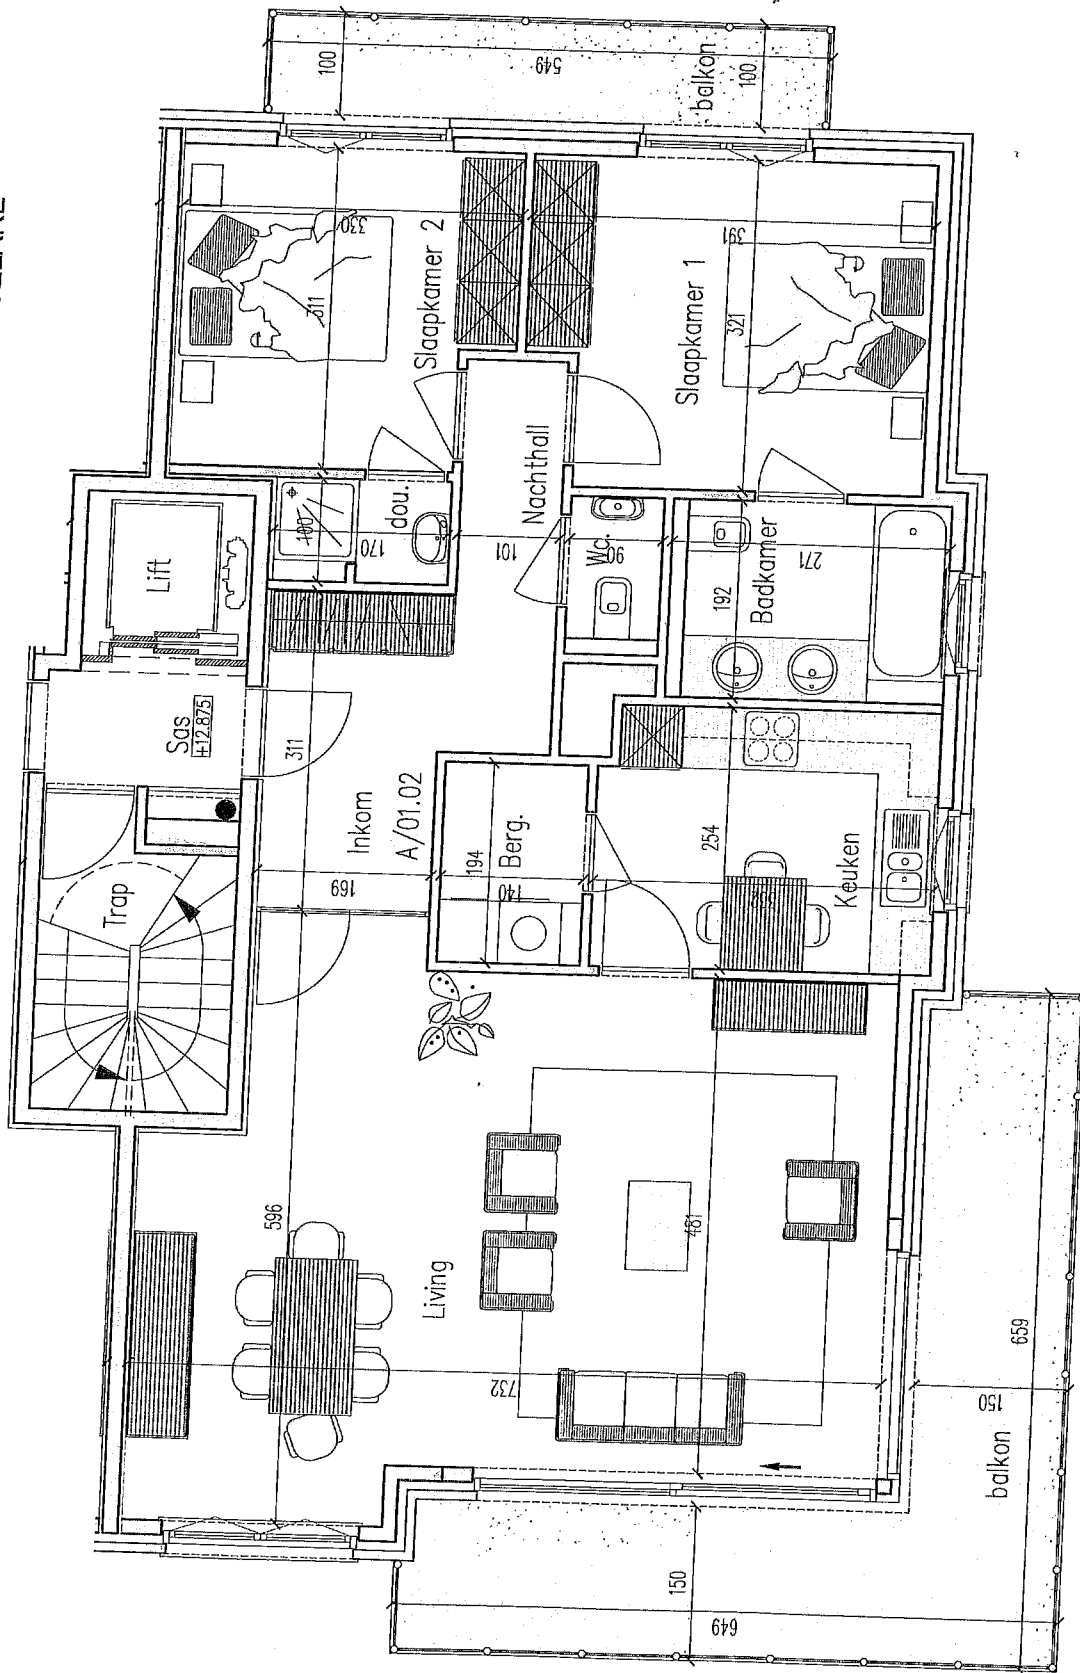 100
549
balkon
100
330
311
Slaapkamer 2
391
321
Slaapkamer 1
Lift
100
dou.
170
Nachthall
101
Wc.
90
192
Badkamer
271
Sas
+12.875
311
Inkom
A/01.02
169
Trap
194
Berg.
140
254
Keuken
596
Living
481
732
659
150
balkon
150
649